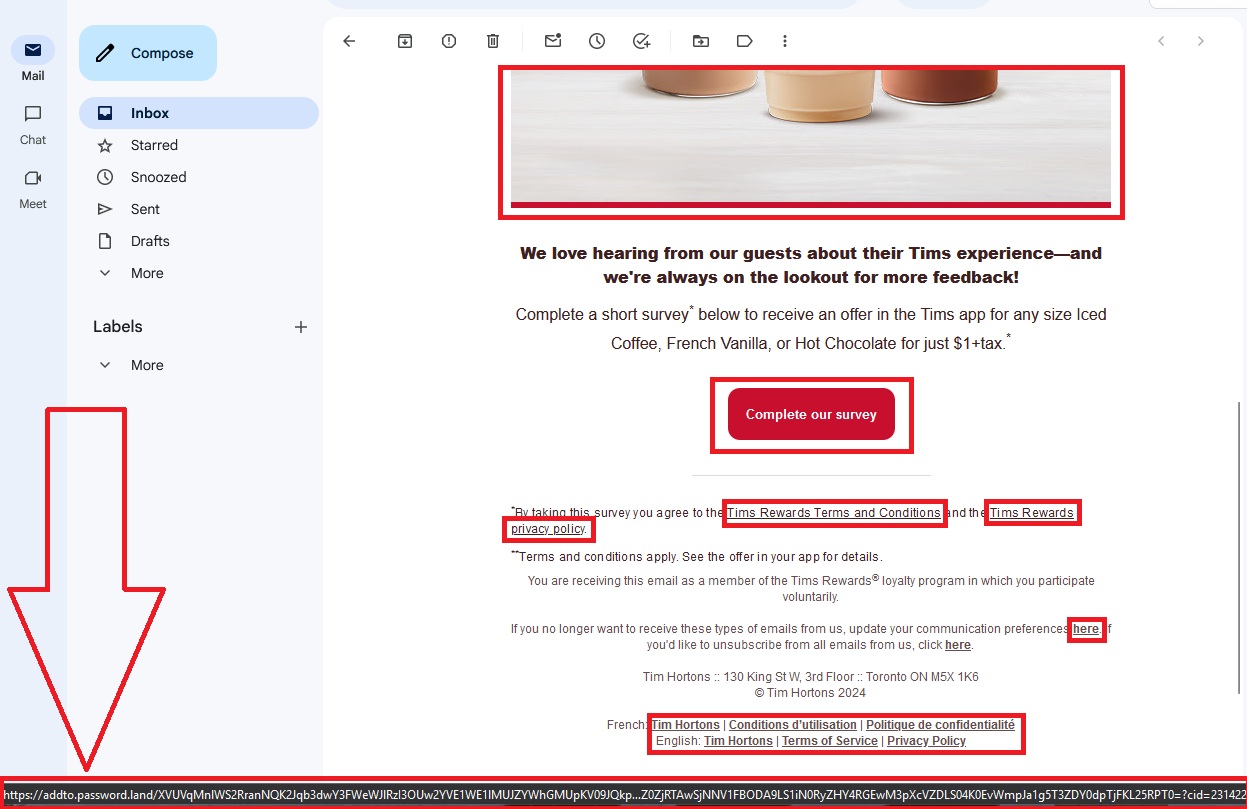 Compose
Mail
Inbox
Chat
Starred
Snoozed
Meet
Sent
Drafts
More
Labels
More
We love hearing from our guests about their Tims experience—and
we're always on the lookout for more feedback!
Complete a short survey* below to receive an offer in the Tims app for any size Iced
Coffee, French Vanilla, or Hot Chocolate for just $1+tax.*
Complete our survey
*By taking this survey you agree to the Tims Rewards Terms and Conditions and the Tims Rewards
privacy policy.
**Terms and conditions apply. See the offer in your app for details.
You are receiving this email as a member of the Tims Rewards® loyalty program in which you participate
voluntarily.
If you no longer want to receive these types of emails from us, update your communication preferences here. If
you'd like to unsubscribe from all emails from us, click here.
Tim Hortons :: 130 King St W, 3rd Floor :: Toronto ON M5X 1K6
© Tim Hortons 2024
French: Tim Hortons | Conditions d'utilisation | Politique de confidentialité
English: Tim Hortons | Terms of Service | Privacy Policy